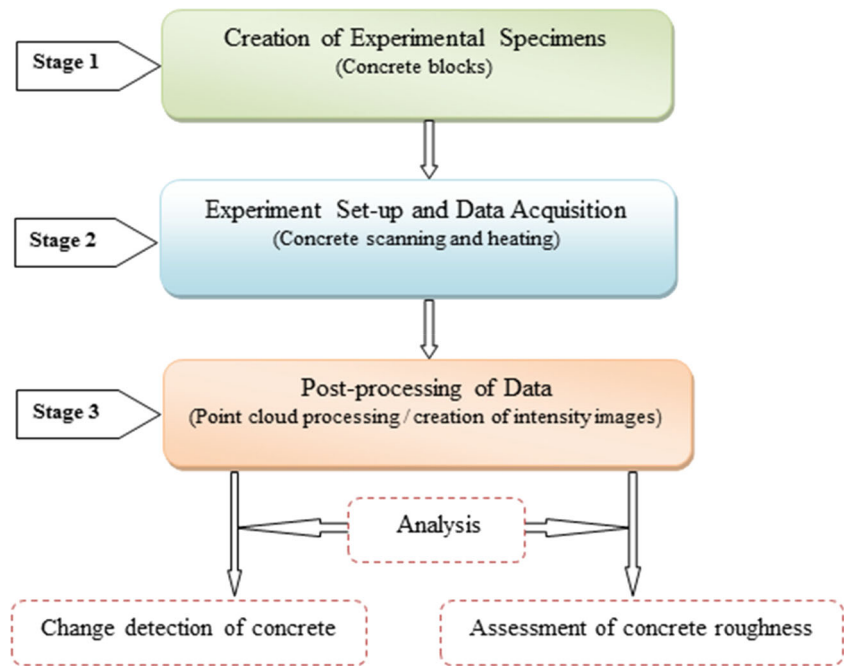 Stage 1
Creation of Experimental Specimens
(Concrete blocks)
Stage 2
Experiment Set-up and Data Acquisition
(Concrete scanning and heating)
Stage 3
Post-processing of Data
(Point cloud processing / creation of intensity images)
Analysis
Change detection of concrete
Assessment of concrete roughness